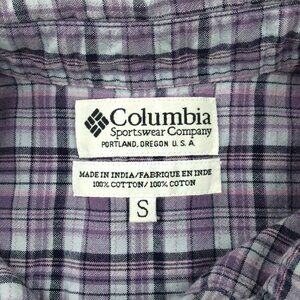 Columbia
Sportswear Company
PORTLAND, OREGON U. S. A.
MADE IN INDIA/FABRIQUE EN INDE
100% COTTON/100% COTON
S